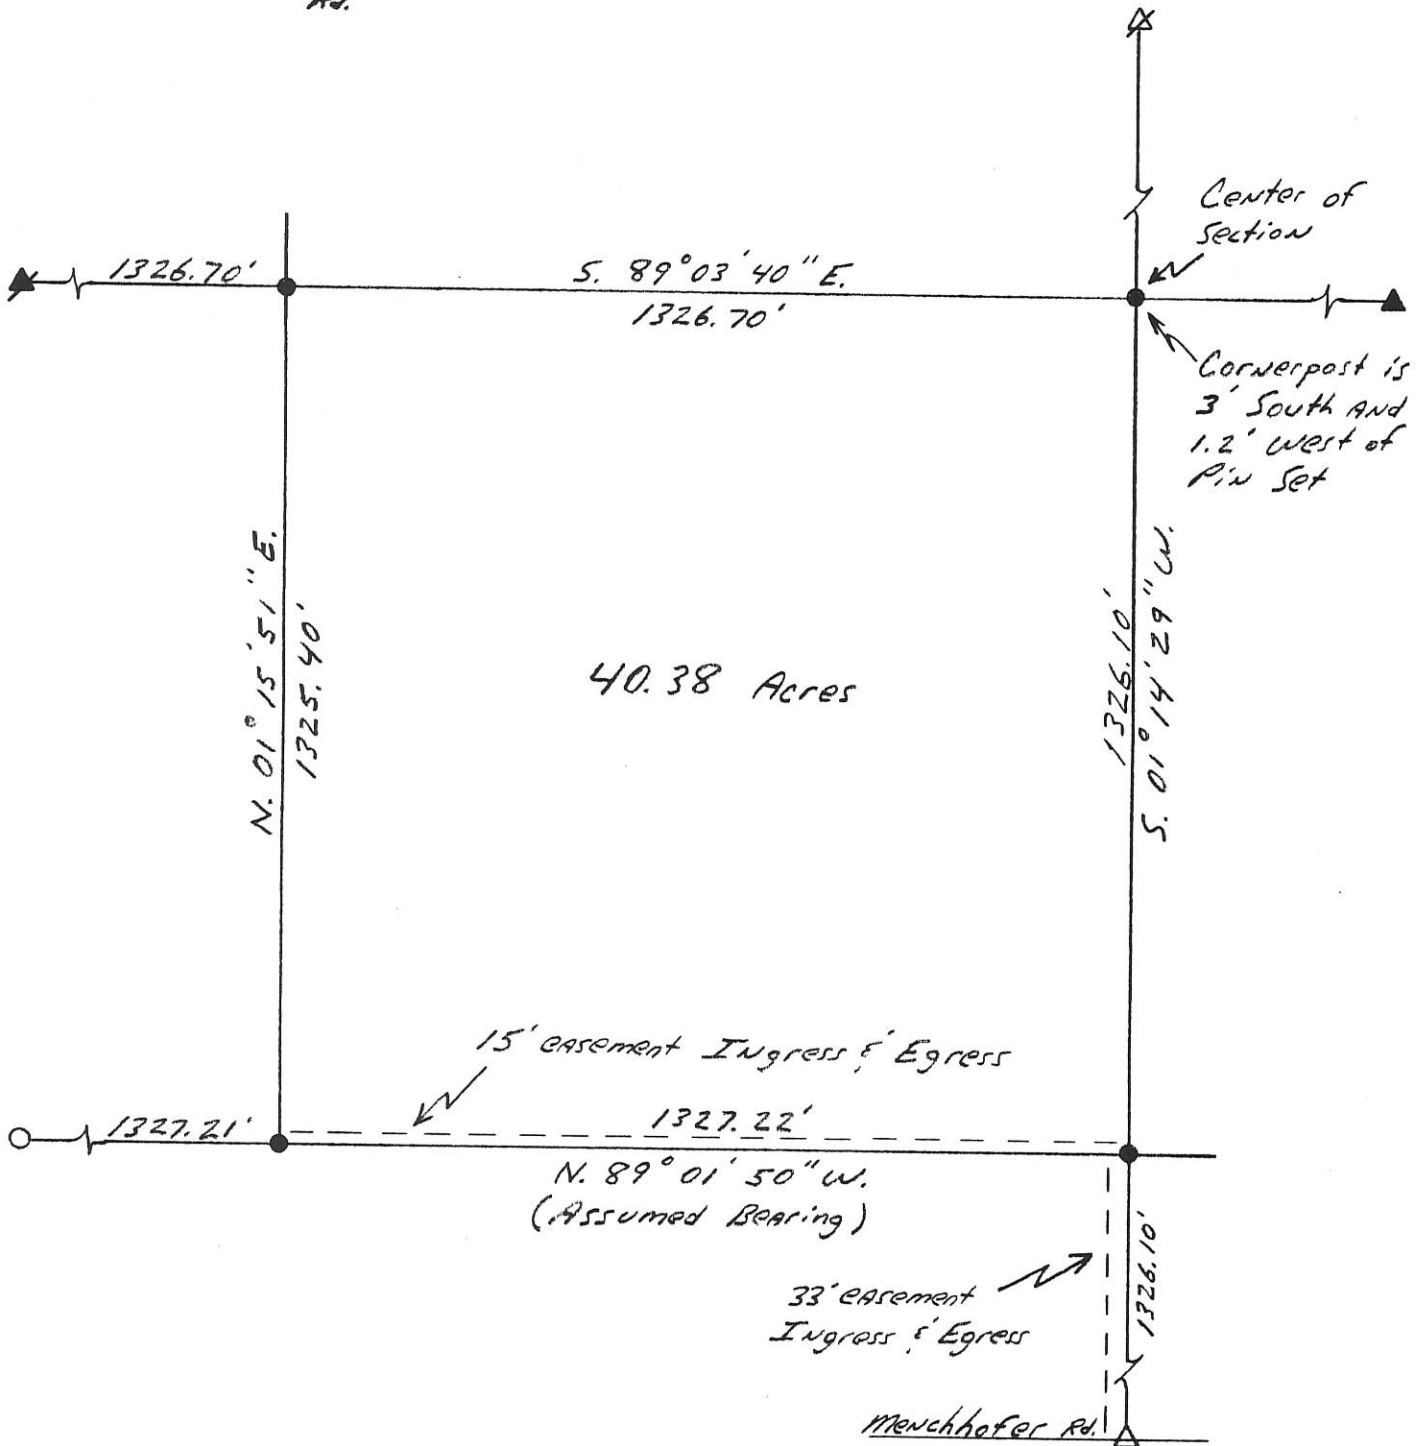 Rd.
Center of
Section
1326.70'
S. 89° 03' 40" E.
1326.70'
Cornerpost is
3' South And
1.2' west of
Pin Set
N. 01° 15' 51" E.
1325.40'
40.38 Acres
1326.10'
S. 01° 14' 29" W.
15' easement Ingress & Egress
1327.21'
1327.22'
N. 89° 01' 50" W.
(Assumed Bearing)
33' easement
Ingress & Egress
1326.10'
Menchhofer Rd.